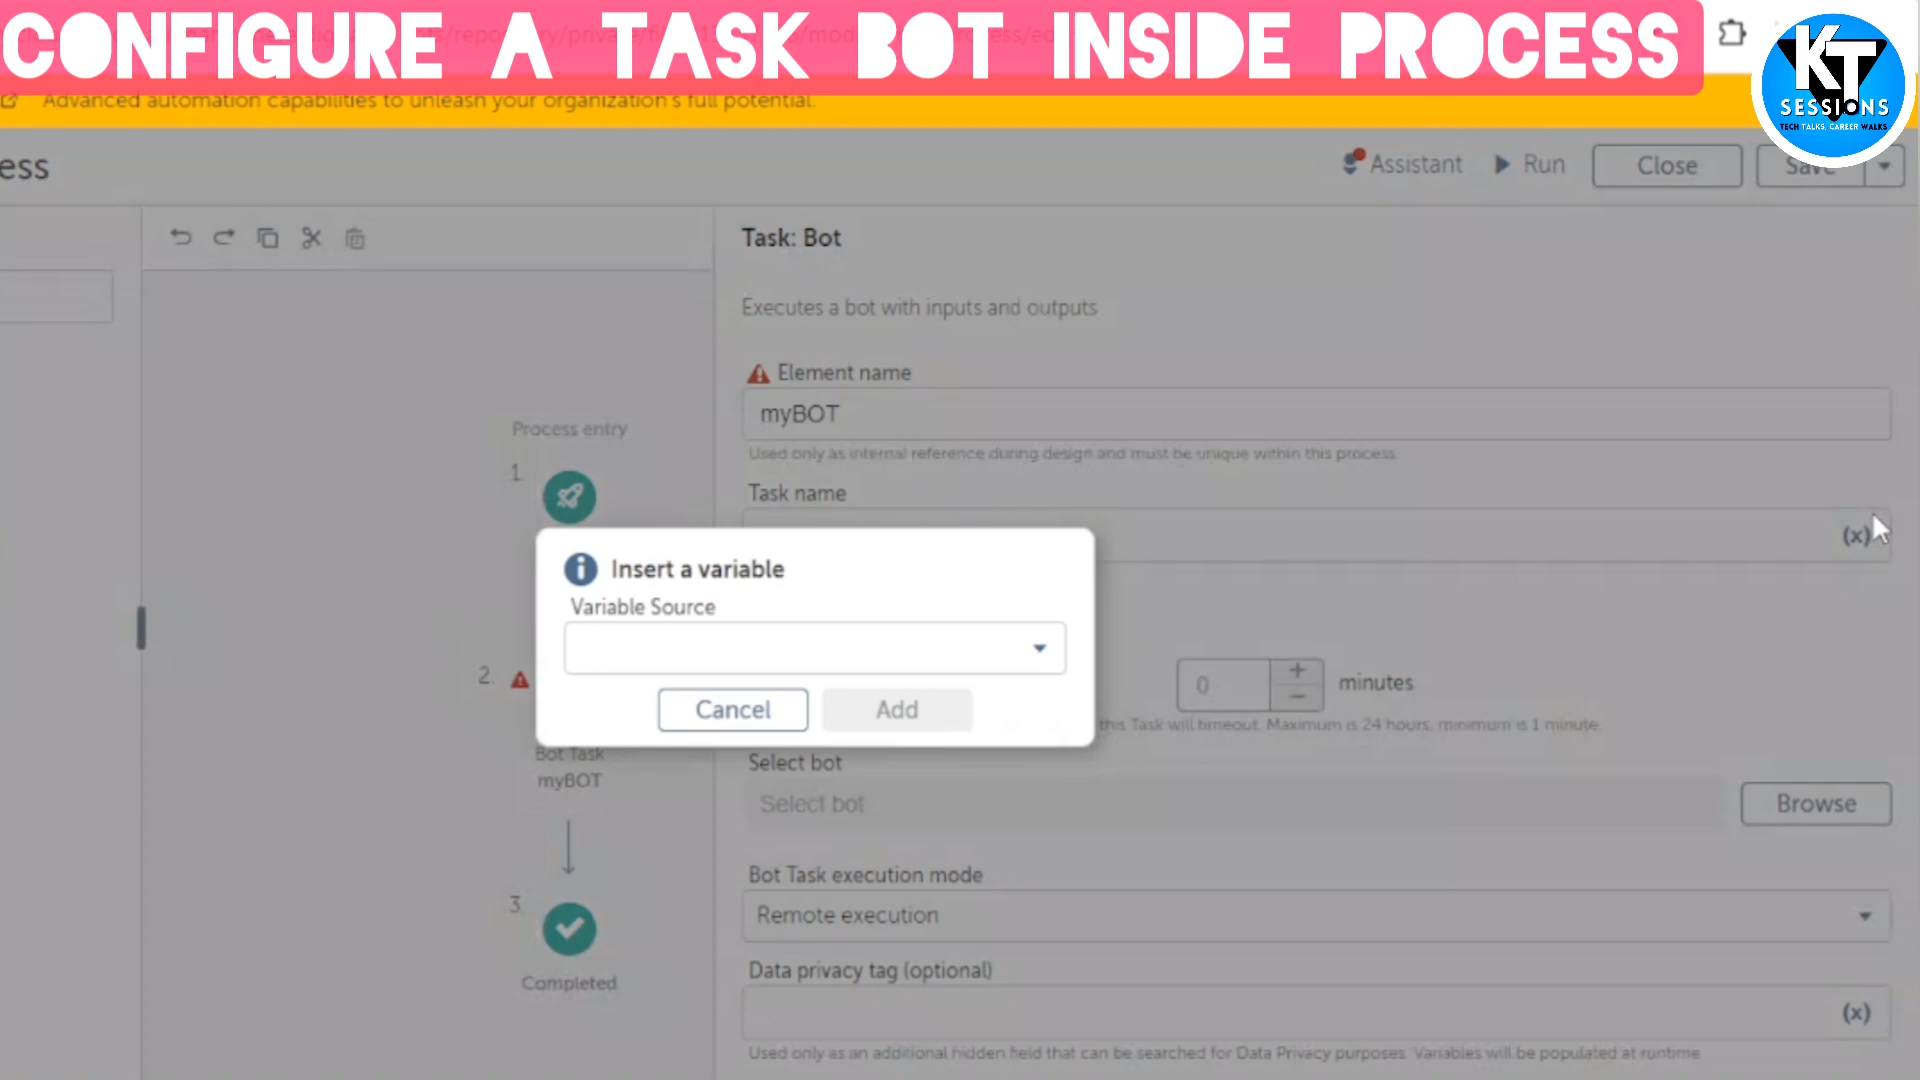 CONFIGURE A TASK BOT INSIDE PROCESS
KT
SESSIONS
TECH TALKS, CAREER WALKS
Advanced automation capabilities to unleash your organization's full potential.
ess
Assistant
Run
Close
Save
Task: Bot
Executes a bot with inputs and outputs
Element name
myBOT
Used only as internal reference during design and must be unique within this process
Process entry
1.
Task name
(x)
Insert a variable
Variable Source
Cancel
Add
2.
0
minutes
this Task will timeout. Maximum is 24 hours, minimum is 1 minute.
Bot Task
myBOT
Select bot
Select bot
Browse
Bot Task execution mode
Remote execution
3.
Completed
Data privacy tag (optional)
(x)
Used only as an additional hidden field that can be searched for Data Privacy purposes. Variables will be populated at runtime